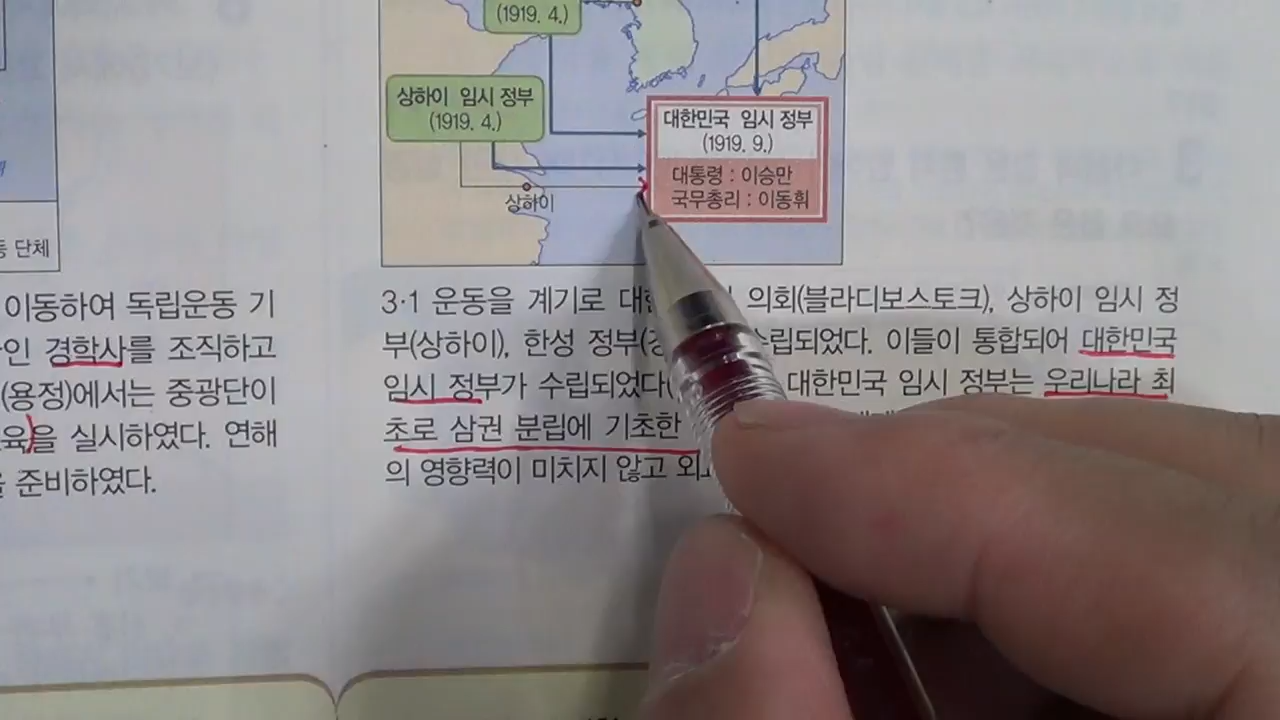 (1919. 4.)
상하이 임시 정부
(1919. 4.)
대한민국 임시 정부
(1919. 9.)
대통령 : 이승만
국무총리 : 이동휘
상하이
단체
이동하여 독립운동 기
인 경학사를 조직하고
(용정)에서는 중광단이
육)을 실시하였다. 연해
준비하였다.
3·1 운동을 계기로 의회(블라디보스토크), 상하이 임시 정
부(상하이), 한성 정부( 수립되었다. 이들이 통합되어 대한민국
임시 정부가 수립되었다( 대한민국 임시 정부는 우리나라 최
초로 삼권 분립에 기초한
의 영향력이 미치지 않고